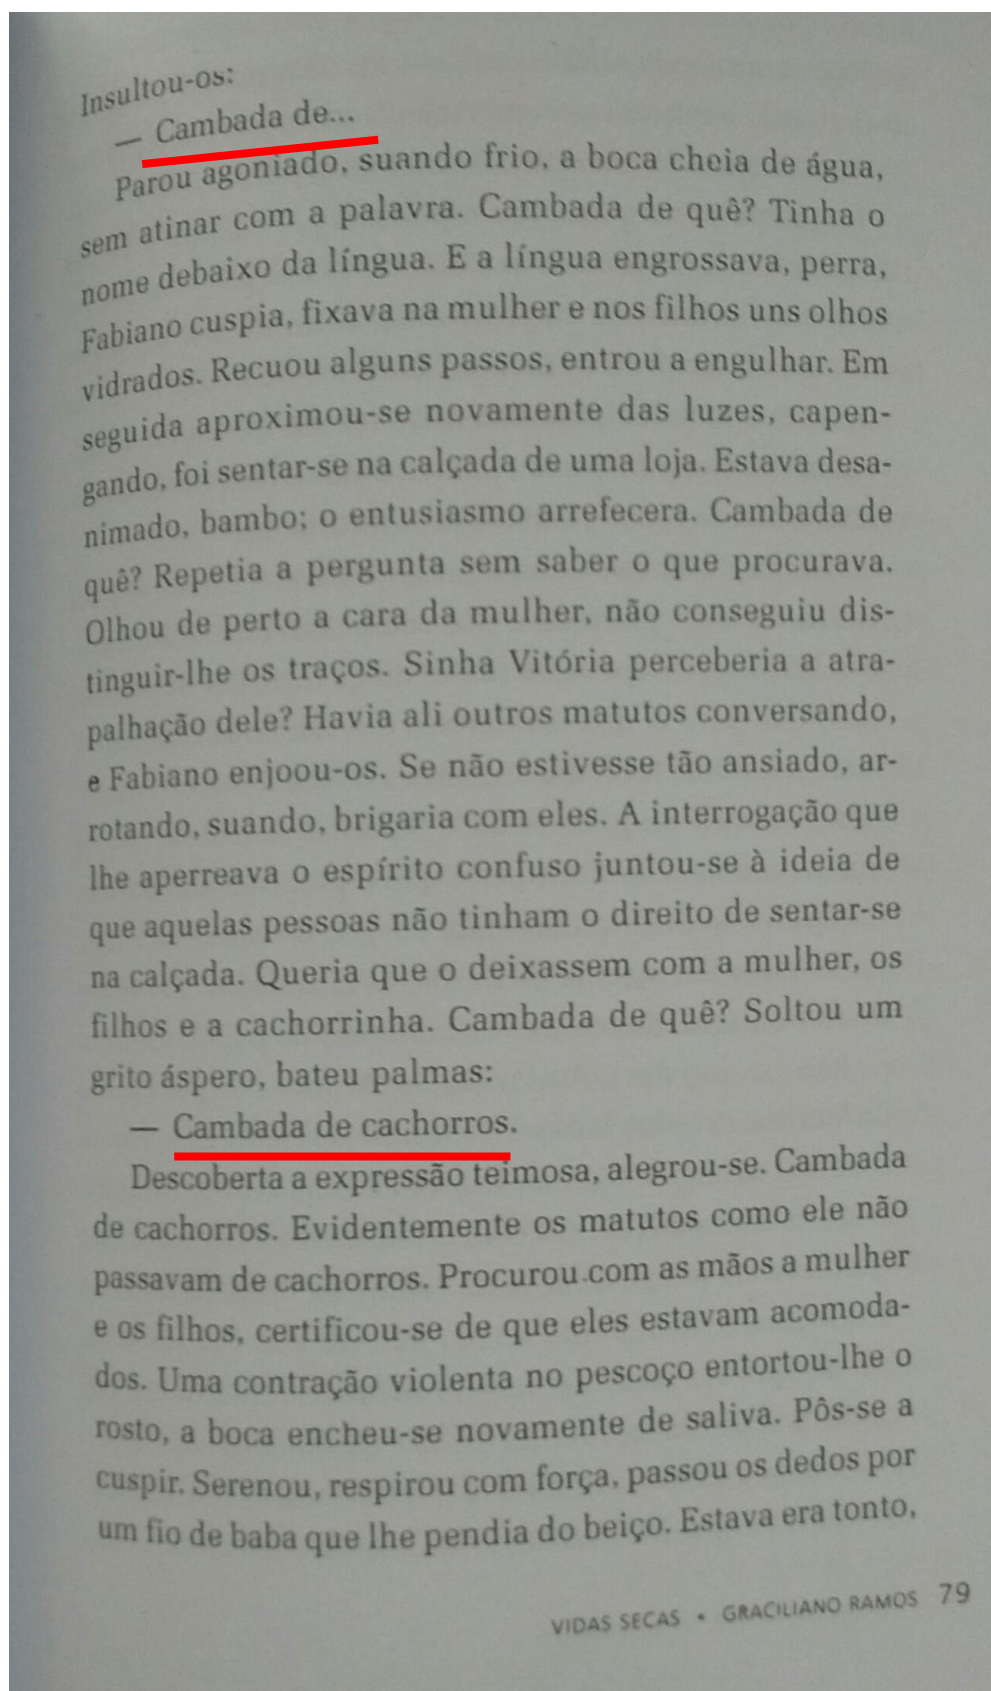 Insultou-os:
— Cambada de...
Parou agoniado, suando frio, a boca cheia de água,
sem atinar com a palavra. Cambada de quê? Tinha o
nome debaixo da língua. E a língua engrossava, perra,
Fabiano cuspia, fixava na mulher e nos filhos uns olhos
vidrados. Recuou alguns passos, entrou a engulhar. Em
seguida aproximou-se novamente das luzes, capen-
gando, foi sentar-se na calçada de uma loja. Estava desa-
nimado, bambo; o entusiasmo arrefecera. Cambada de
quê? Repetia a pergunta sem saber o que procurava.
Olhou de perto a cara da mulher, não conseguiu dis-
tinguir-lhe os traços. Sinha Vitória perceberia a atra-
palhação dele? Havia ali outros matutos conversando,
e Fabiano enjoou-os. Se não estivesse tão ansiado, ar-
rotando, suando, brigaria com eles. A interrogação que
lhe aperreava o espírito confuso juntou-se à ideia de
que aquelas pessoas não tinham o direito de sentar-se
na calçada. Queria que o deixassem com a mulher, os
filhos e a cachorrinha. Cambada de quê? Soltou um
grito áspero, bateu palmas:
— Cambada de cachorros.
Descoberta a expressão teimosa, alegrou-se. Cambada
de cachorros. Evidentemente os matutos como ele não
passavam de cachorros. Procurou com as mãos a mulher
e os filhos, certificou-se de que eles estavam acomoda-
dos. Uma contração violenta no pescoço entortou-lhe o
rosto, a boca encheu-se novamente de saliva. Pôs-se a
cuspir. Serenou, respirou com força, passou os dedos por
um fio de baba que lhe pendia do beiço. Estava era tonto,
VIDAS SECAS • GRACILIANO RAMOS 79